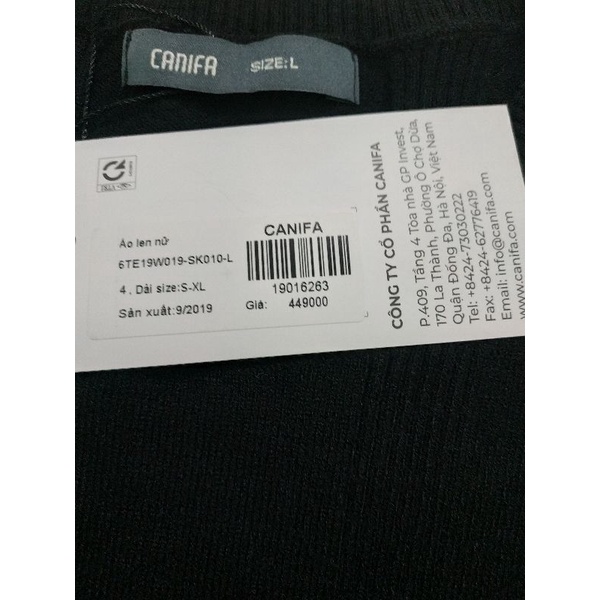 CANIFA SIZE: L
CANIFA
Áo len nữ
6TE19W019-SK010-L
4 . Dải size:S-XL
19016263
Sản xuất:9/2019 Giá: 449000
CÔNG TY CỔ PHẦN CANIFA
P.409, Tầng 4 Tòa nhà GP Invest,
170 La Thành, Phường Ô Chợ Dừa,
Quận Đống Đa, Hà Nội, Việt Nam
Tel: +8424-73030222
Fax: +8424-62776419
Email: info@canifa.com
www.canifa.com